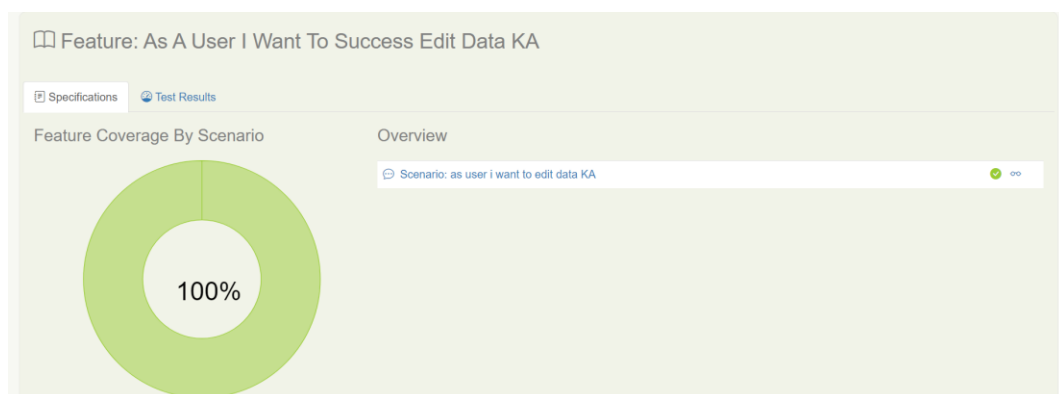 Feature: As A User I Want To Success Edit Data KA
Specifications
Test Results
Feature Coverage By Scenario
Overview
Scenario: as user i want to edit data KA
100%